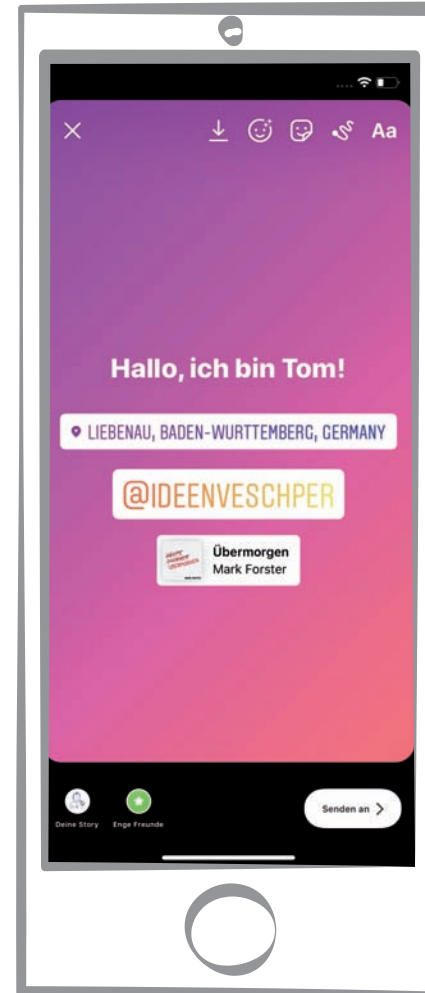 Aa
Hallo, ich bin Tom!
LIEBENAU, BADEN-WURTTEMBERG, GERMANY
@IDEENVESCHPER
Übermorgen
Mark Forster
Deine Story
Enge Freunde
Senden an